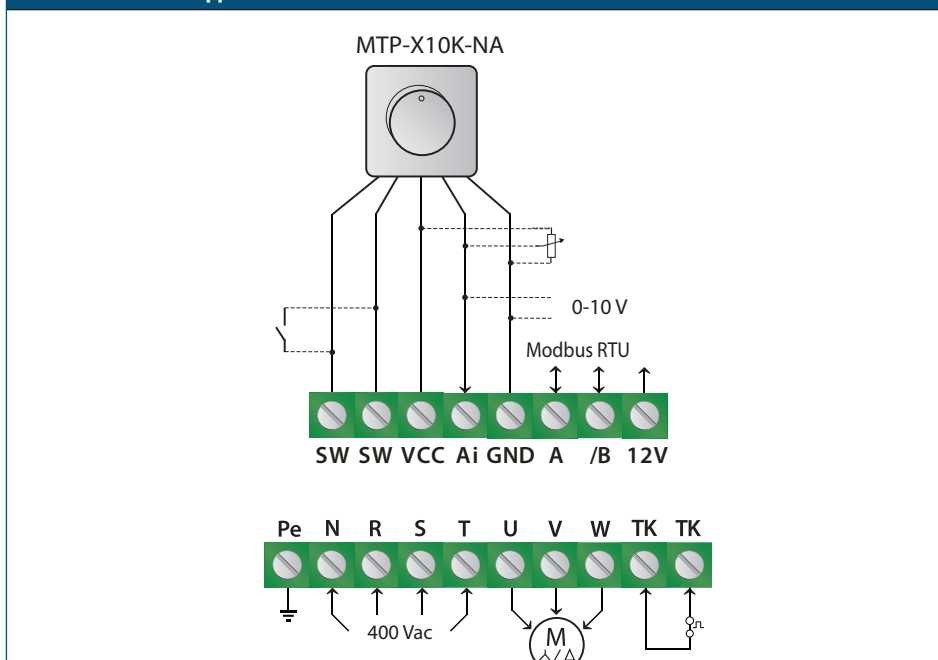 MTP-X10K-NA
0-10 V
Modbus RTU
SW SW VCC Ai GND A /B 12V
Pe N R S T U V W TK TK
400 Vac
M